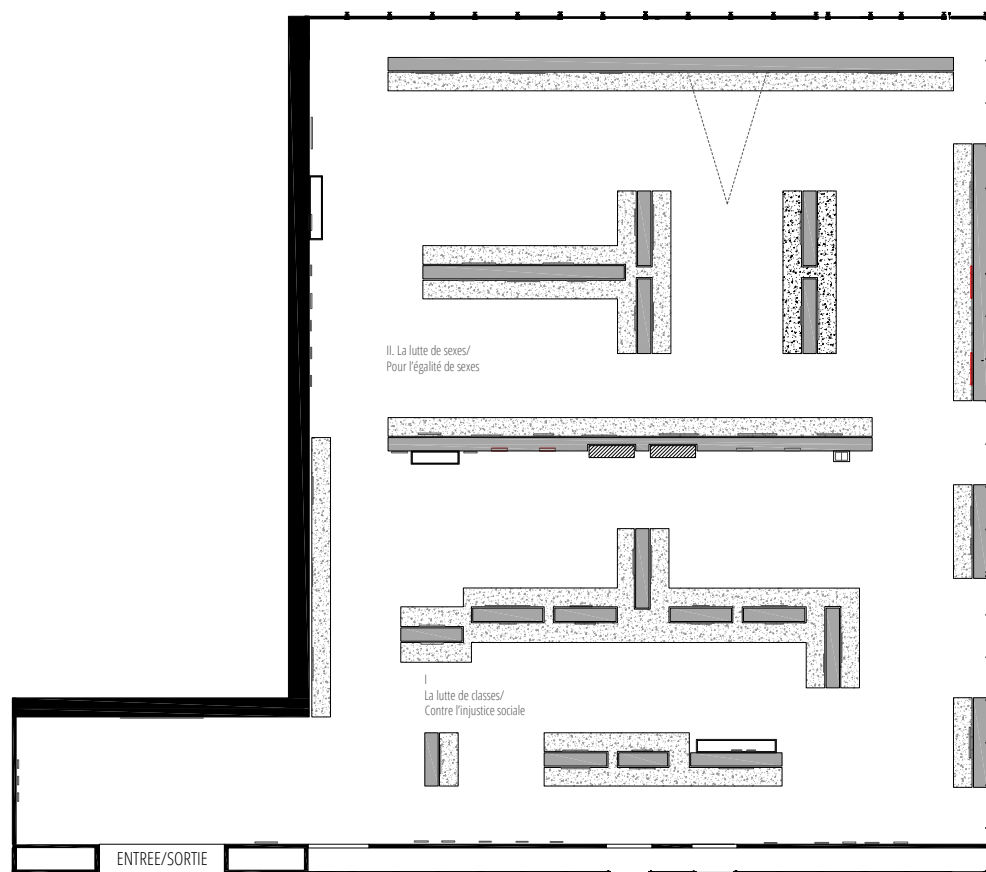 II. La lutte de sexes/
Pour l'égalité de sexes
I
La lutte de classes/
Contre l'injustice sociale
ENTREE/SORTIE